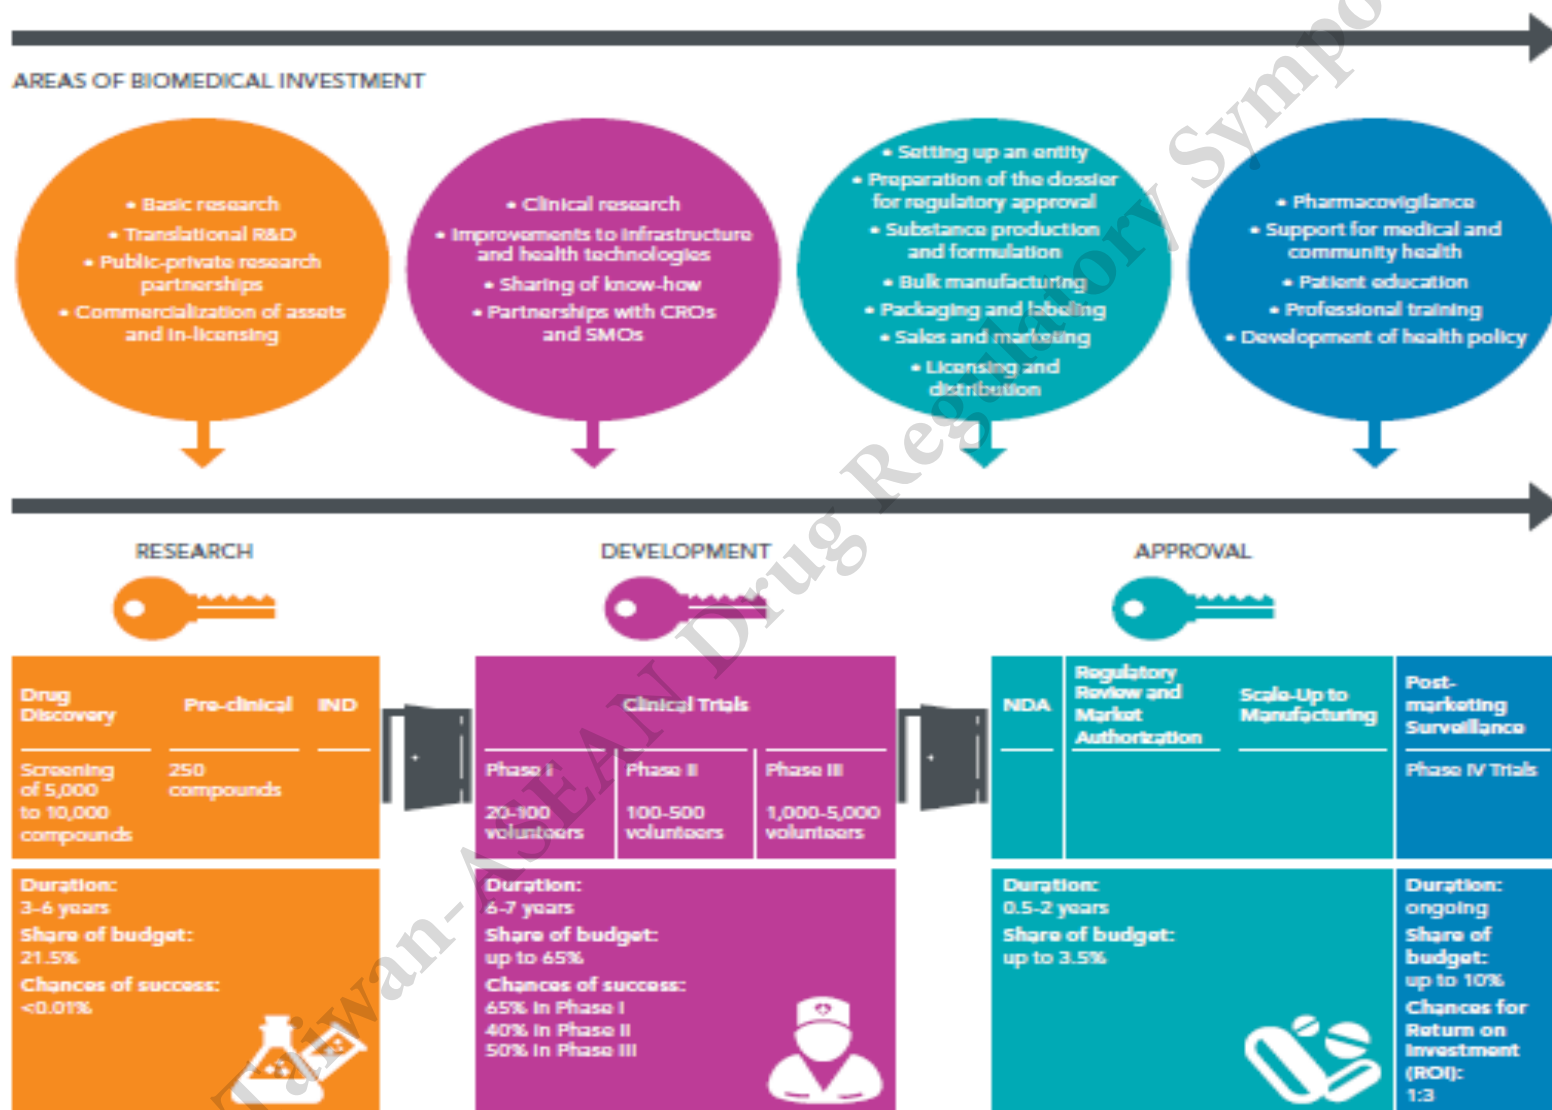 AREAS OF BIOMEDICAL INVESTMENT
• Basic research
• Translational R&D
• Public-private research
partnerships
• Commercialization of assets
and in-licensing
• Clinical research
• Improvements to infrastructure
and health technologies
• Sharing of know-how
• Partnerships with CROs
and SMOs
• Setting up an entity
• Preparation of the dossier
for regulatory approval
• Substance production
and formulation
• Bulk manufacturing
• Packaging and labeling
• Sales and marketing
• Licensing and
distribution
• Pharmacovigilance
• Support for medical and
community health
• Patient education
• Professional training
• Development of health policy
RESEARCH
DEVELOPMENT
APPROVAL
Drug
Discovery
Pre-clinical
IND
Screening
of 5,000
to 10,000
compounds
250
compounds
Duration:
3-6 years
Share of budget:
21.5%
Chances of success:
<0.01%
Clinical Trials
Phase I
20-100
volunteers
Phase II
100-500
volunteers
Phase III
1,000-5,000
volunteers
Duration:
6-7 years
Share of budget:
up to 65%
Chances of success:
65% in Phase I
40% in Phase II
50% in Phase III
NDA
Regulatory
Review and
Market
Authorization
Scale-Up to
Manufacturing
Duration:
0.5-2 years
Share of budget:
up to 3.5%
Post-
marketing
Surveillance
Phase IV Trials
Duration:
ongoing
Share of
budget:
up to 10%
Chances for
Return on
Investment
(ROI):
1:3
Taiwan-ASEAN Drug Regulatory Sympo